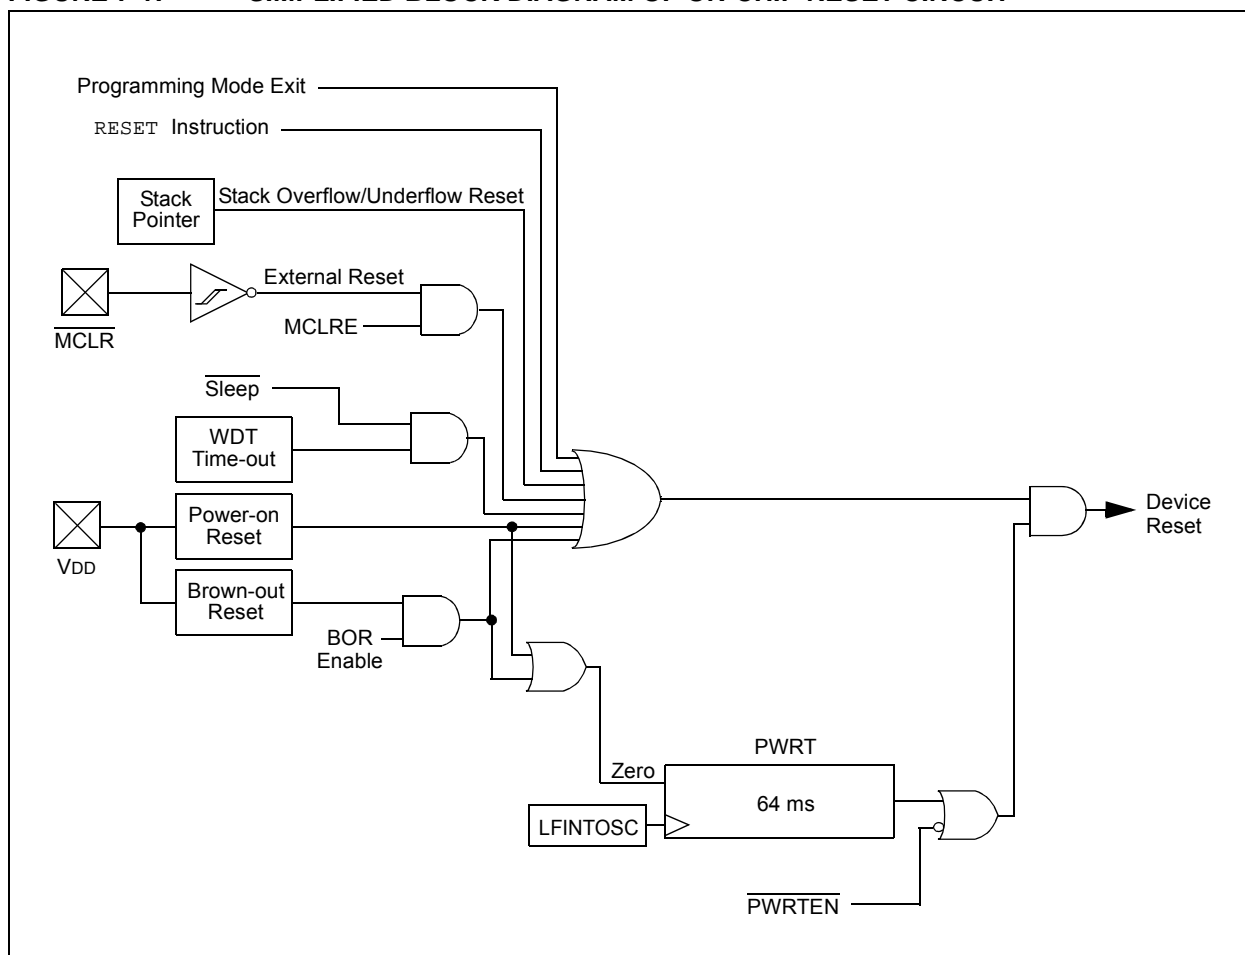 Programming Mode Exit
RESET Instruction
Stack
Pointer
Stack Overflow/Underflow Reset
External Reset
MCLR
MCLRE
Sleep
WDT
Time-out
VDD
Power-on
Reset
Device
Reset
Brown-out
Reset
BOR
Enable
PWRT
Zero
64 ms
LFINTOSC
PWRTEN